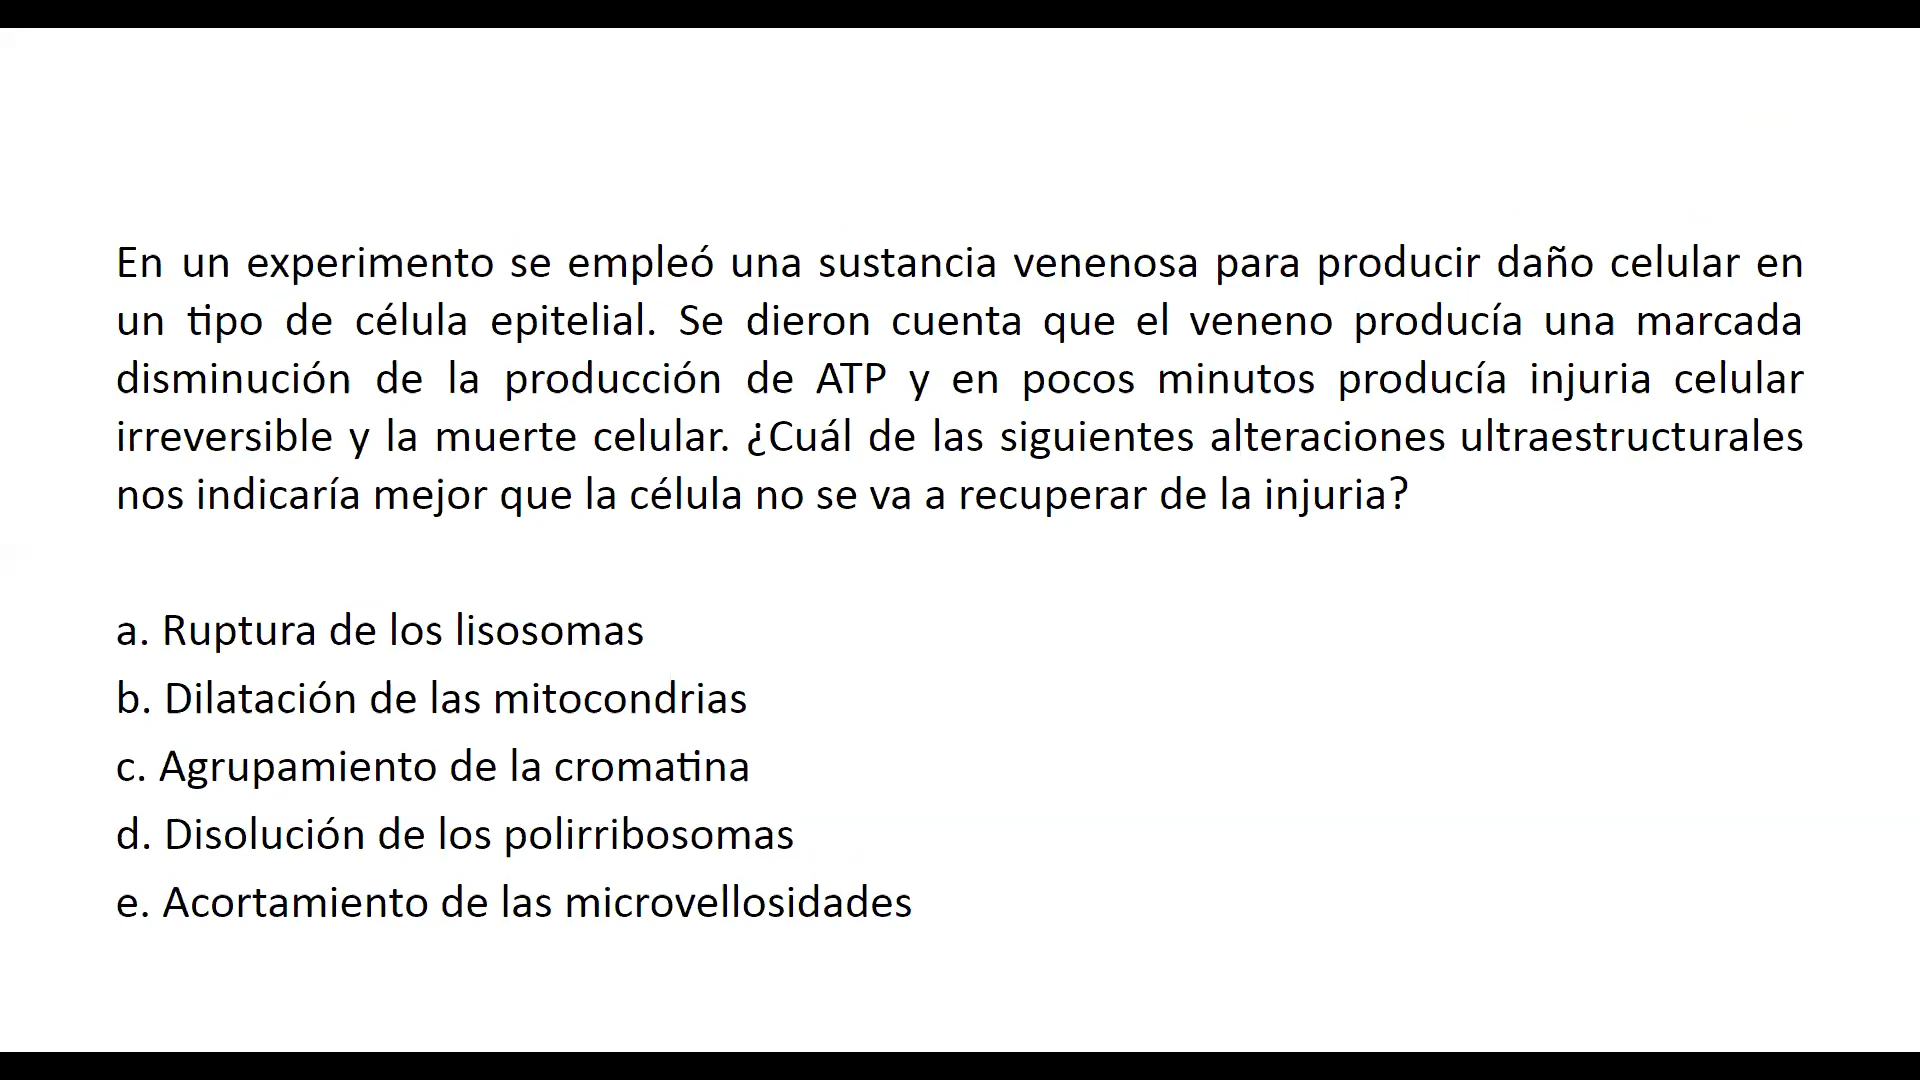 En un experimento se empleó una sustancia venenosa para producir daño celular en
un tipo de célula epitelial. Se dieron cuenta que el veneno producía una marcada
disminución de la producción de ATP y en pocos minutos producía injuria celular
irreversible y la muerte celular. ¿Cuál de las siguientes alteraciones ultraestructurales
nos indicaría mejor que la célula no se va a recuperar de la injuria?
a. Ruptura de los lisosomas
b. Dilatación de las mitocondrias
c. Agrupamiento de la cromatina
d. Disolución de los polirribosomas
e. Acortamiento de las microvellosidades